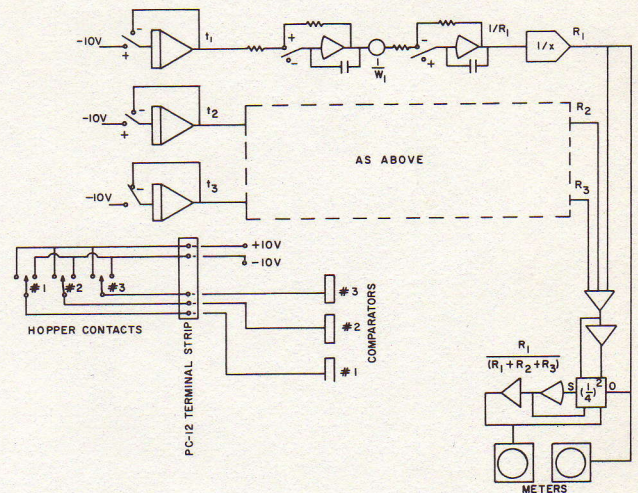 -10V
-
+
t1
+
-
1/W1
-
+
1/R1
1/x
R1
-10V
-
+
t2
R2
AS ABOVE
-10V
-
t3
R3
+10V
-10V
#1 #2 #3
HOPPER CONTACTS
PC-12 TERMINAL STRIP
#3
#2
#1
COMPARATORS
R1
(R1+R2+R3)
S (1/4)2 O
METERS